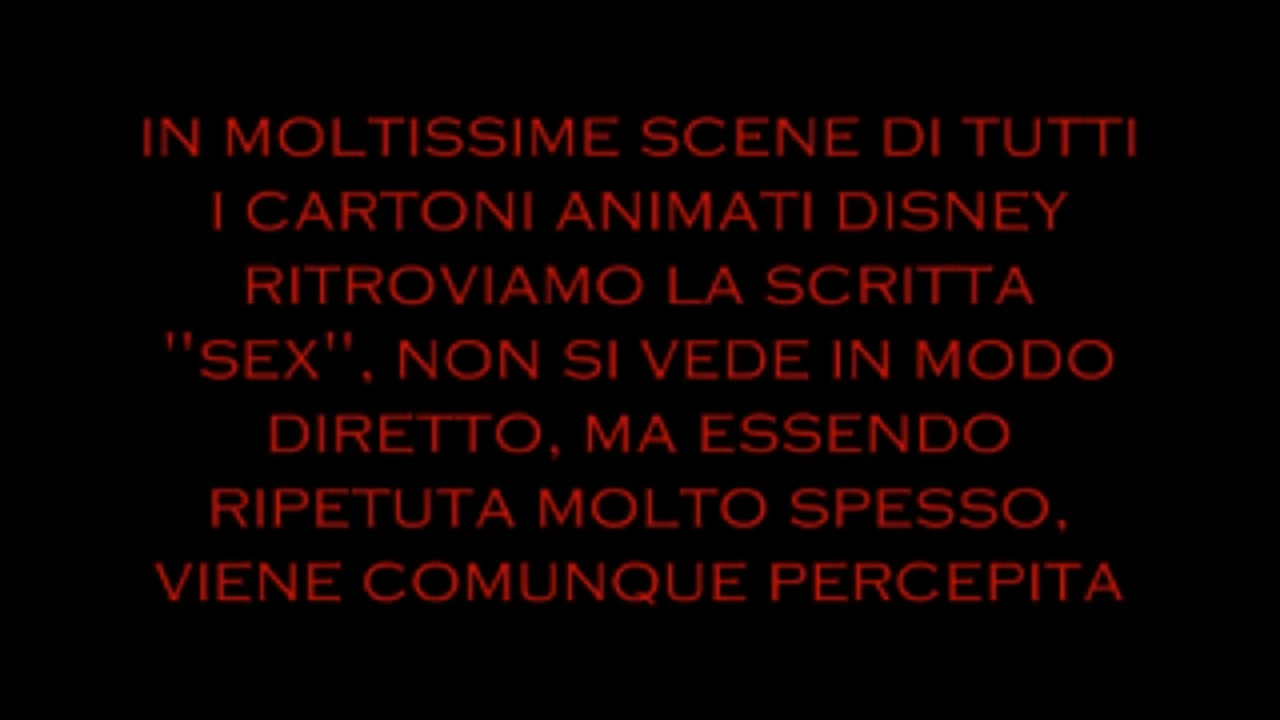 IN MOLTISSIME SCENE DI TUTTI
I CARTONI ANIMATI DISNEY
RITROVIAMO LA SCRITTA
"SEX", NON SI VEDE IN MODO
DIRETTO, MA ESSENDO
RIPETUTA MOLTO SPESSO,
VIENE COMUNQUE PERCEPITA